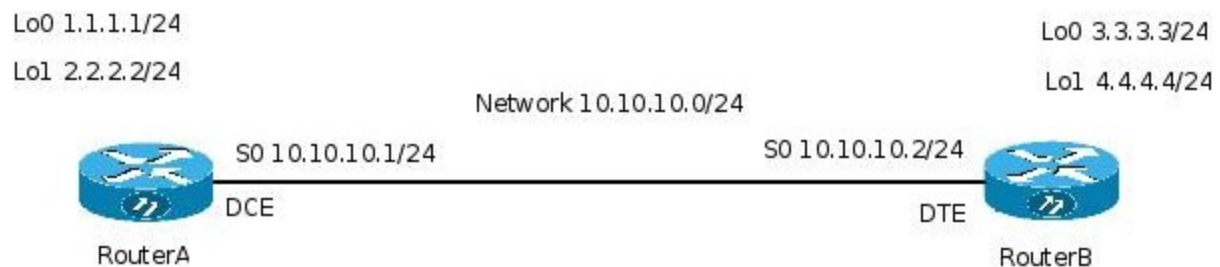 Lo0 1.1.1.1/24
Lo1 2.2.2.2/24
Lo0 3.3.3.3/24
Lo1 4.4.4.4/24
Network 10.10.10.0/24
S0 10.10.10.1/24
S0 10.10.10.2/24
DCE
DTE
RouterA
RouterB